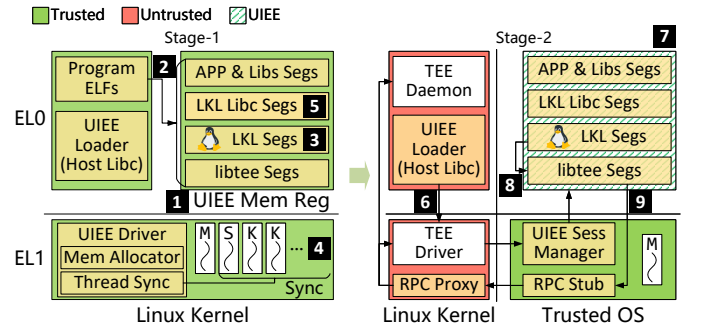 Trusted Untrusted UIEE
Stage-1
Stage-2
7
Program
ELFs
2
APP & Libs Segs
LKL Libc Segs 5
EL0
UIEE
Loader
(Host Libc)
LKL Segs 3
libtee Segs
1 UIEE Mem Reg
TEE
Daemon
UIEE
Loader
(Host Libc)
6
APP & Libs Segs
LKL Libc Segs
LKL Segs
libtee Segs
8
9
EL1
UIEE Driver
Mem Allocator
Thread Sync
M S K K ... 4
Sync
Linux Kernel
TEE
Driver
RPC Proxy
Linux Kernel
UIEE Sess
Manager
M
RPC Stub
Trusted OS